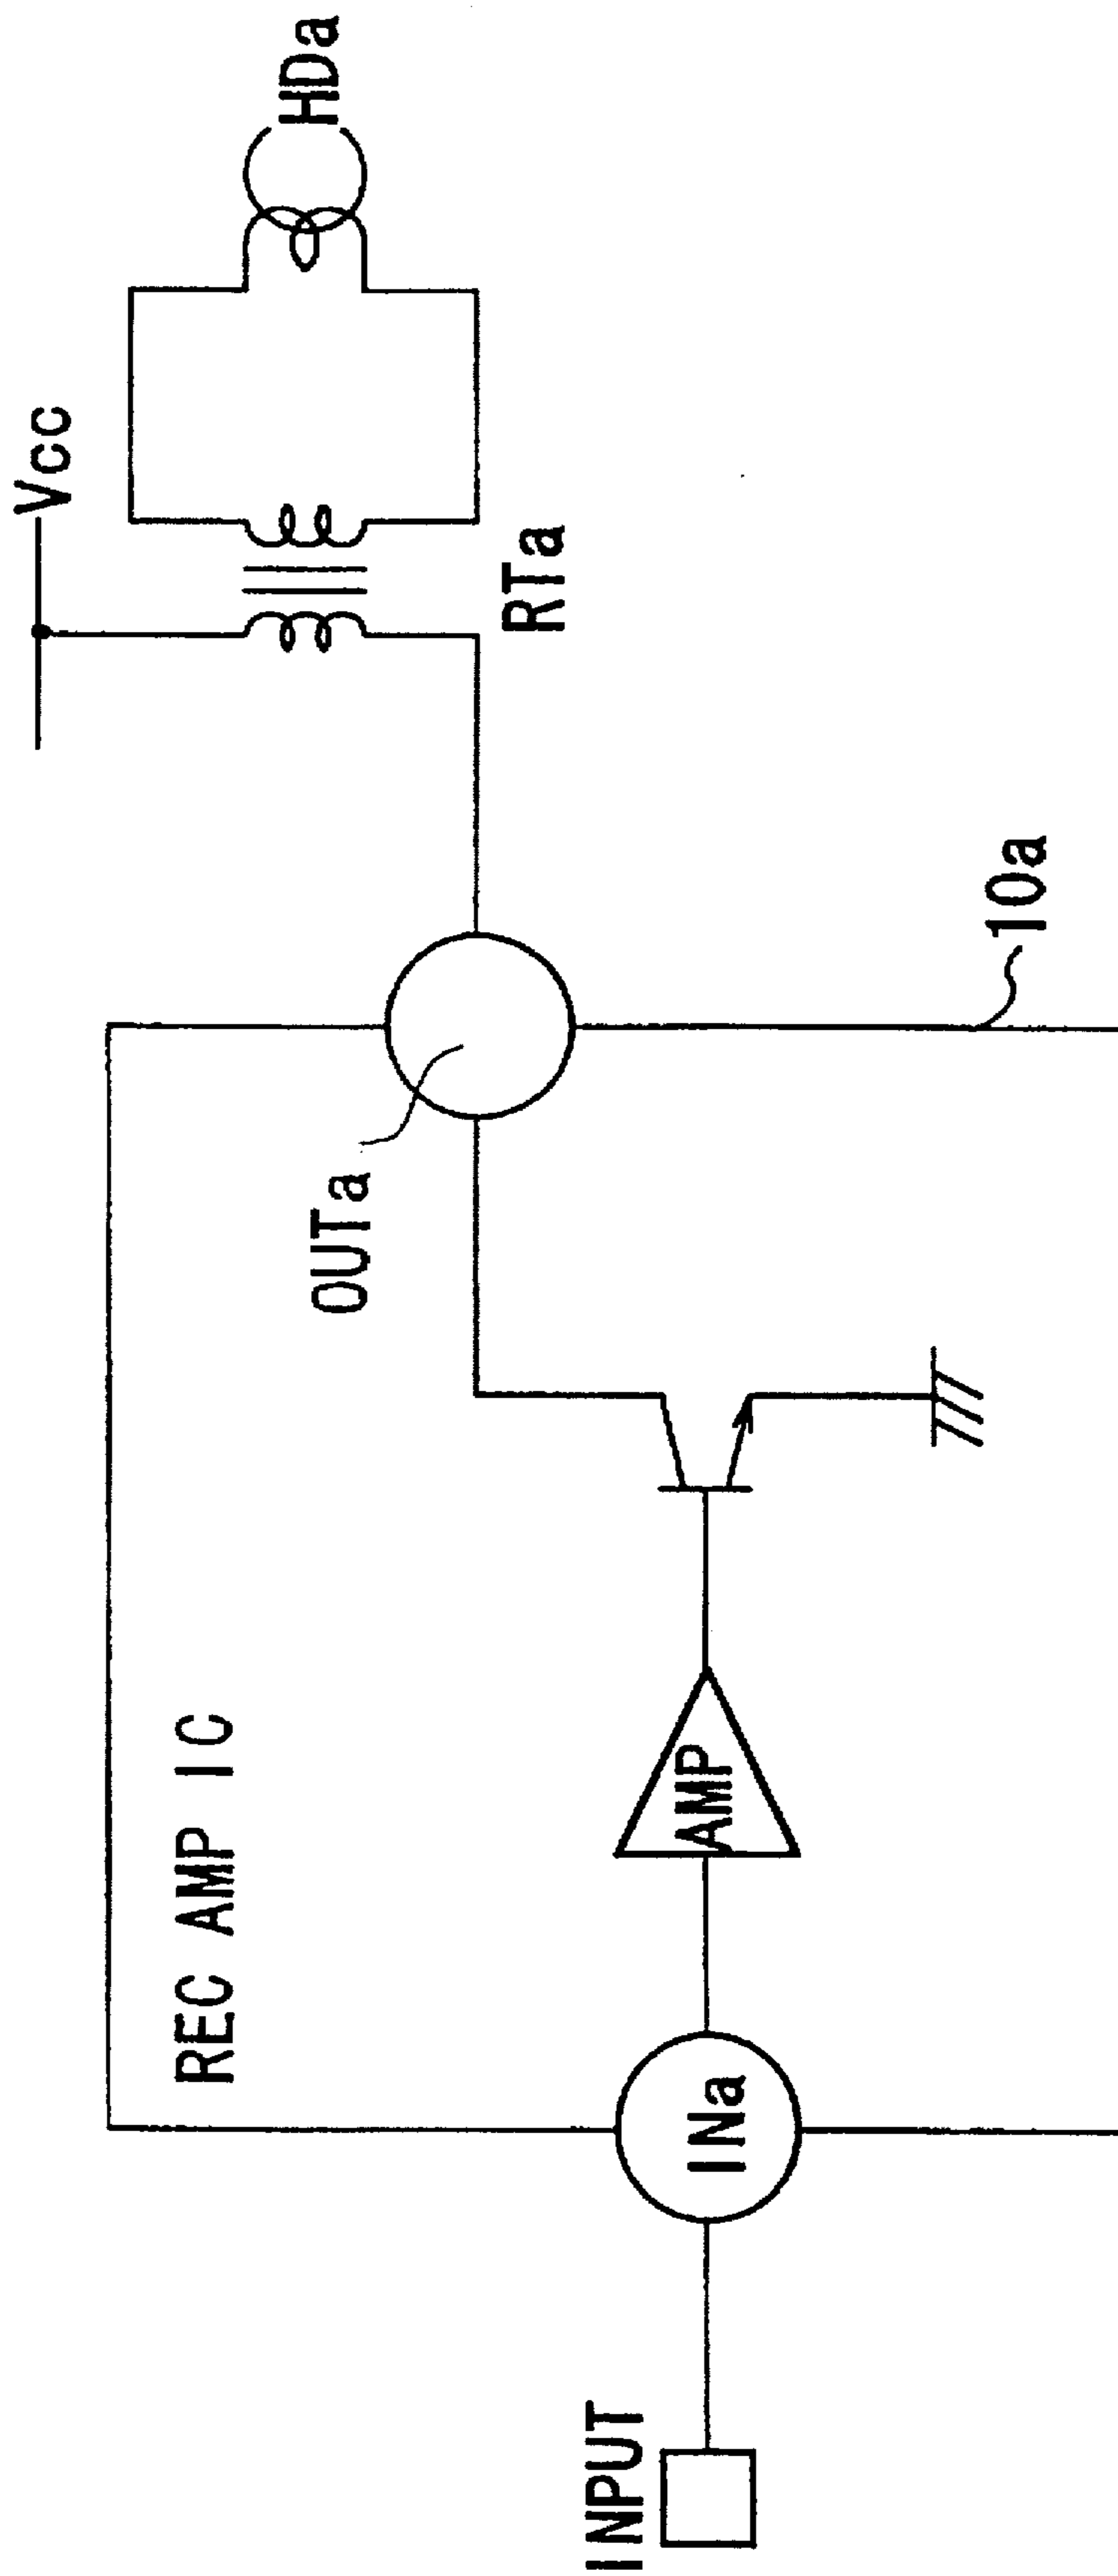 Vcc
HDa
RTa
OUTa
10a
REC AMP IC
AMP
INa
INPUT